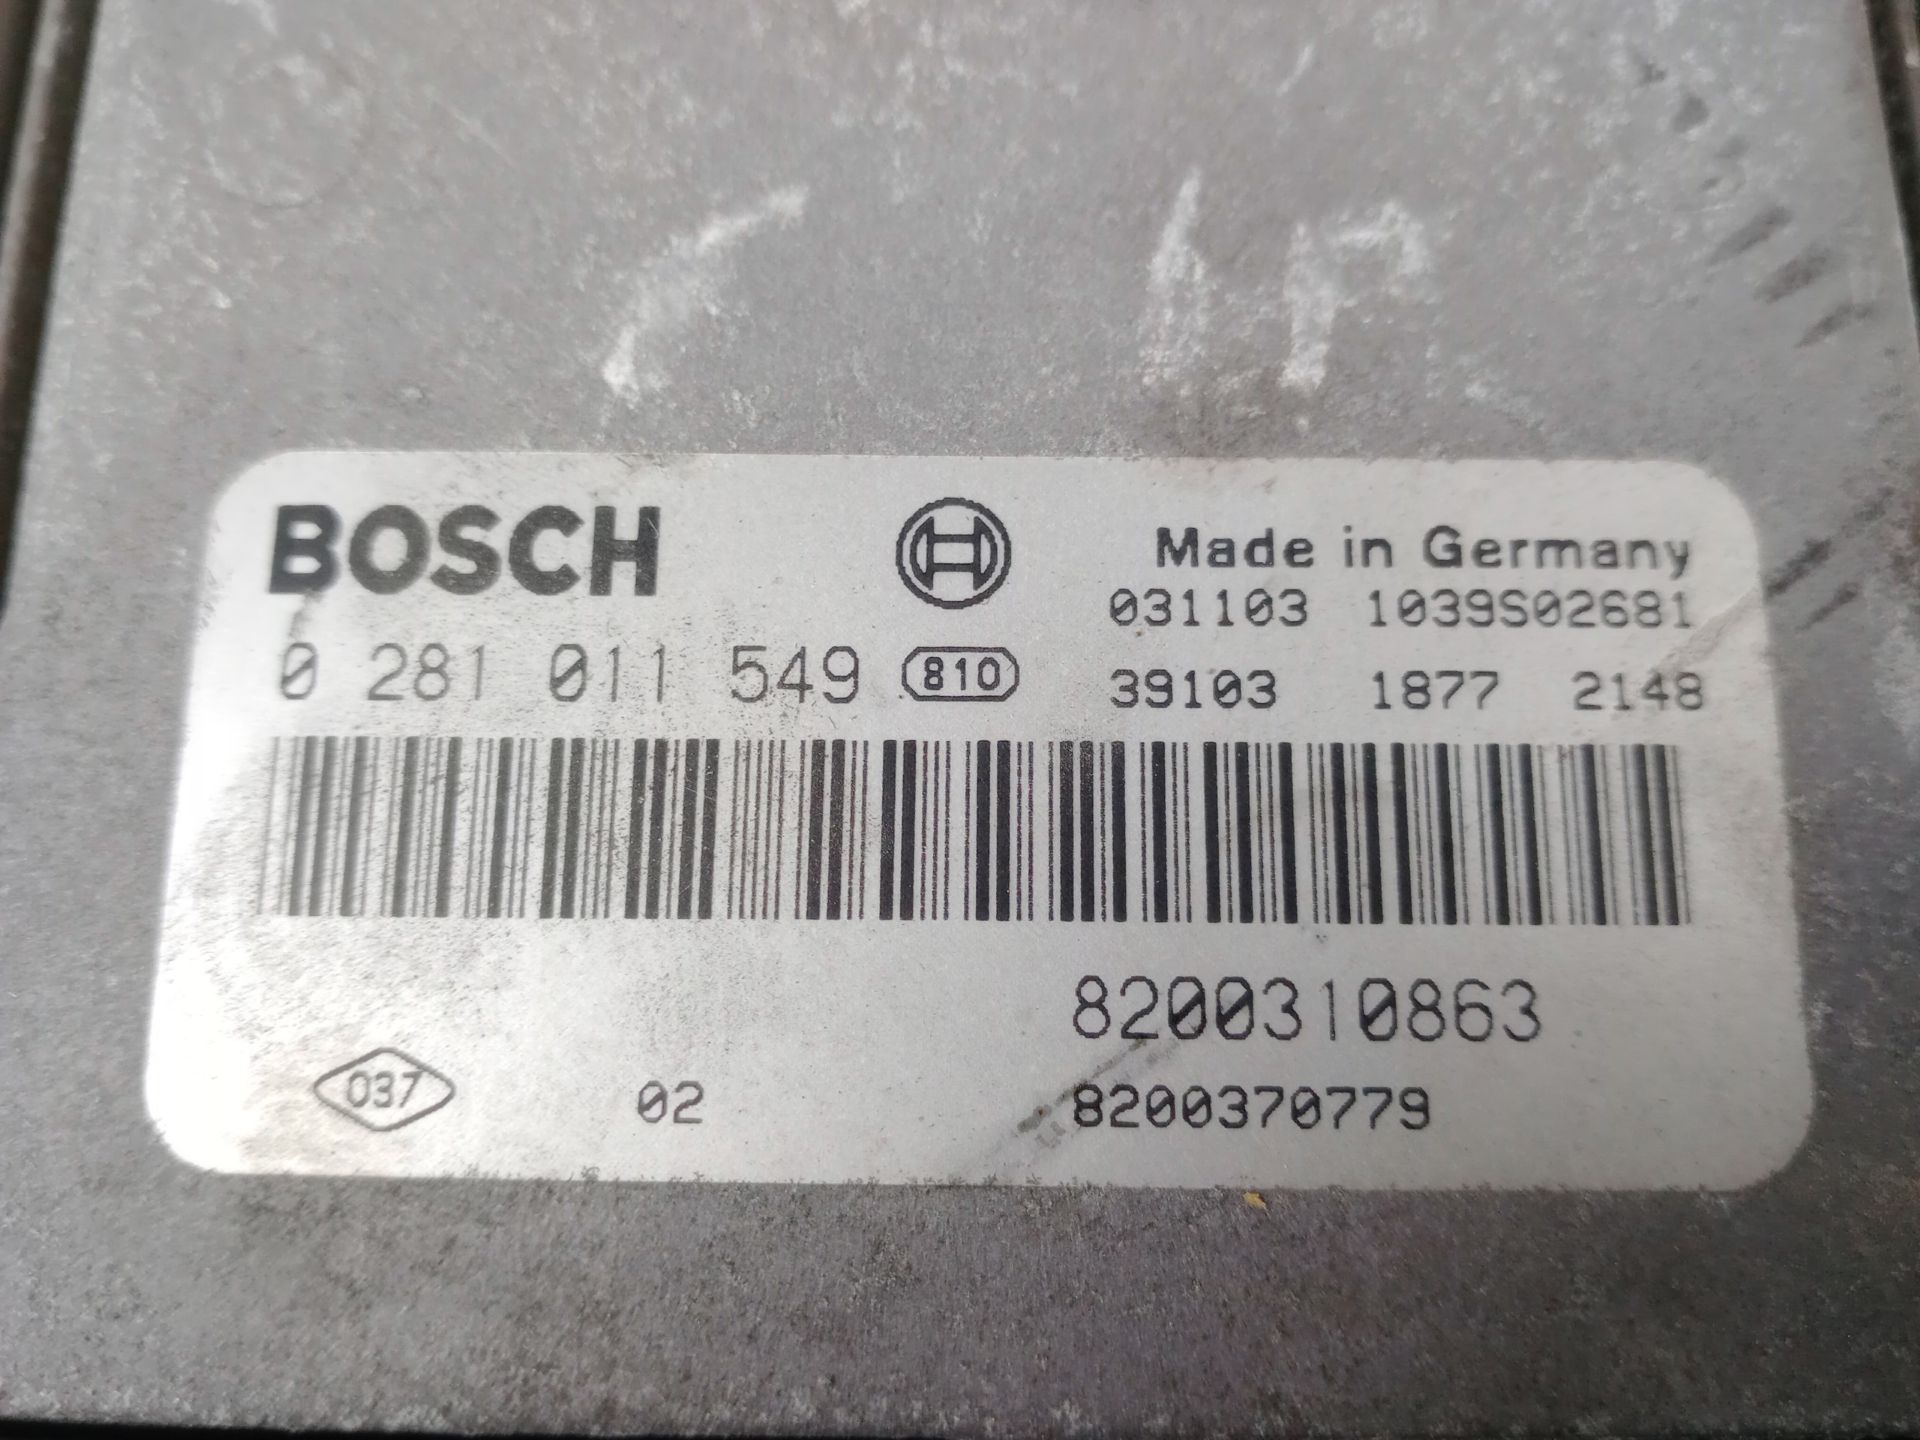 BOSCH
Made in Germany
031103 1039S02681
0 281 011 549 810
39103 1877 2148
8200310863
037 02 8200370779